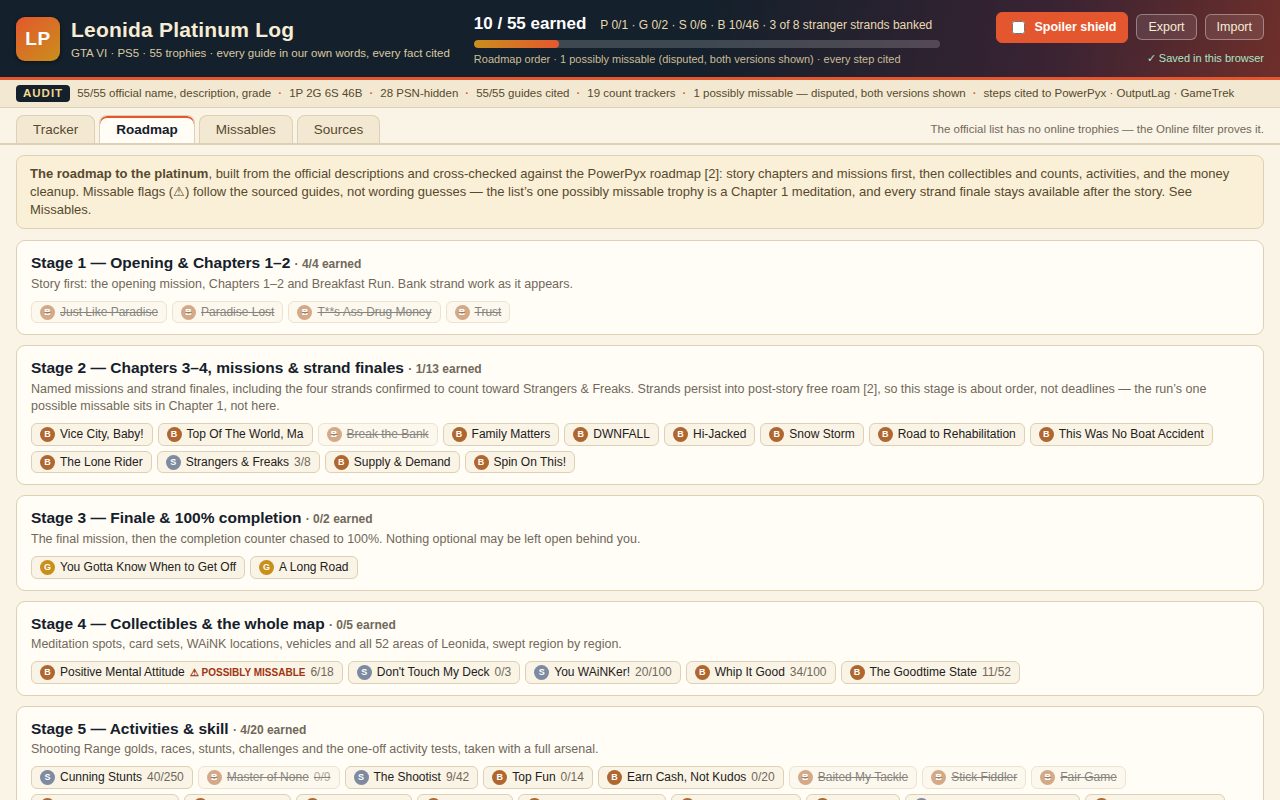 LP
Leonida Platinum Log
GTA VI · PS5 · 55 trophies · every guide in our own words, every fact cited
10 / 55 earned P 0/1 · G 0/2 · S 0/6 · B 10/46 · 3 of 8 stranger strands banked
Roadmap order · 1 possibly missable (disputed, both versions shown) · every step cited
Spoiler shield Export Import
✓ Saved in this browser
AUDIT 55/55 official name, description, grade · 1P 2G 6S 46B · 28 PSN-hidden · 55/55 guides cited · 19 count trackers · 1 possibly missable — disputed, both versions shown · steps cited to PowerPyx · OutputLag · GameTrek
Tracker Roadmap Missables Sources
The official list has no online trophies — the Online filter proves it.
The roadmap to the platinum, built from the official descriptions and cross-checked against the PowerPyx roadmap [2]: story chapters and missions first, then collectibles and counts, activities, and the money
cleanup. Missable flags (⚠) follow the sourced guides, not wording guesses — the list's one possibly missable trophy is a Chapter 1 meditation, and every strand finale stays available after the story. See
Missables.
Stage 1 — Opening & Chapters 1–2 · 4/4 earned
Story first: the opening mission, Chapters 1–2 and Breakfast Run. Bank strand work as it appears.
B Just Like Paradise B Paradise Lost B T**s Ass Drug Money B Trust
Stage 2 — Chapters 3–4, missions & strand finales · 1/13 earned
Named missions and strand finales, including the four strands confirmed to count toward Strangers & Freaks. Strands persist into post-story free roam [2], so this stage is about order, not deadlines — the run's one
possible missable sits in Chapter 1, not here.
B Vice City, Baby! B Top Of The World, Ma B Break the Bank B Family Matters B DWNFALL B Hi-Jacked B Snow Storm B Road to Rehabilitation B This Was No Boat Accident
B The Lone Rider S Strangers & Freaks 3/8 B Supply & Demand B Spin On This!
Stage 3 — Finale & 100% completion · 0/2 earned
The final mission, then the completion counter chased to 100%. Nothing optional may be left open behind you.
G You Gotta Know When to Get Off G A Long Road
Stage 4 — Collectibles & the whole map · 0/5 earned
Meditation spots, card sets, WAiNK locations, vehicles and all 52 areas of Leonida, swept region by region.
B Positive Mental Attitude ⚠ POSSIBLY MISSABLE 6/18 S Don't Touch My Deck 0/3 S You WAiNKer! 20/100 B Whip It Good 34/100 B The Goodtime State 11/52
Stage 5 — Activities & skill · 4/20 earned
Shooting Range golds, races, stunts, challenges and the one-off activity tests, taken with a full arsenal.
S Cunning Stunts 40/250 B Master of None 0/9 S The Shootist 9/42 B Top Fun 0/14 B Earn Cash, Not Kudos 0/20 B Baited My Tackle B Stick Fiddler B Fair Game